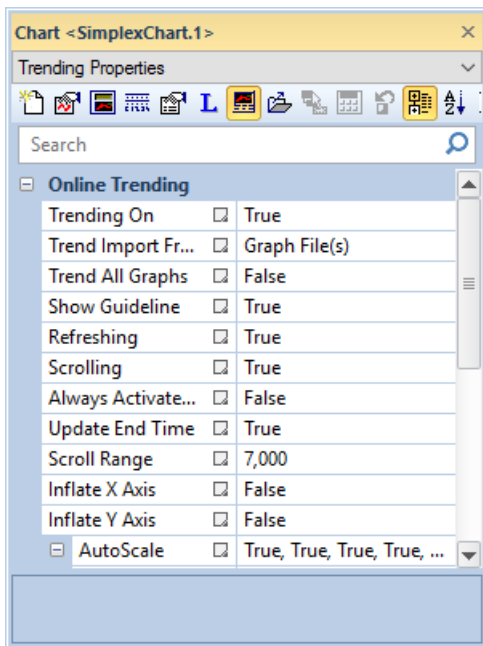 Chart <SimplexChart.1>
Trending Properties
L
Search
Online Trending
Trending On True
Trend Import Fr... Graph File(s)
Trend All Graphs False
Show Guideline True
Refreshing True
Scrolling True
Always Activate... False
Update End Time True
Scroll Range 7,000
Inflate X Axis False
Inflate Y Axis False
AutoScale True, True, True, True, ...